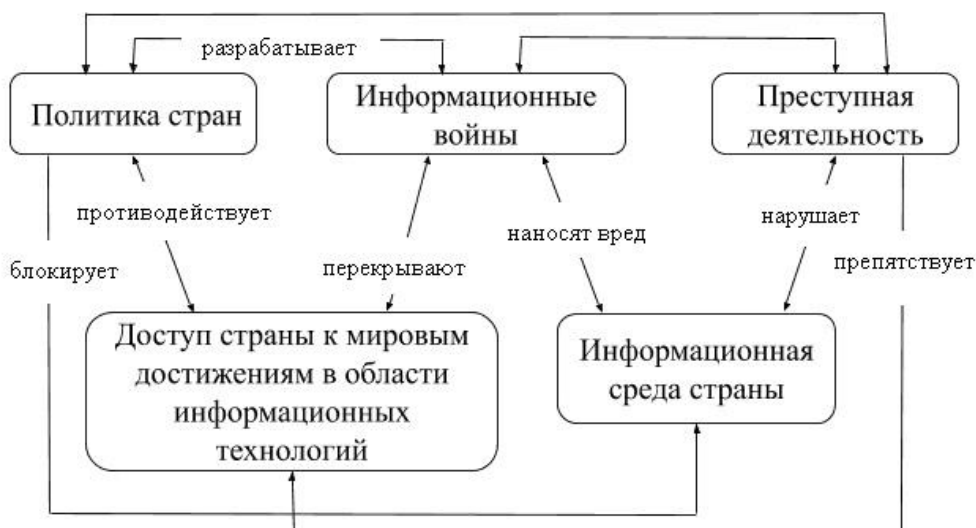 разрабатывает
Политика стран
Информационные
войны
Преступная
деятельность
противодействует
блокирует
перекрывают
наносят вред
нарушает
препятствует
Доступ страны к мировым
достижениям в области
информационных
технологий
Информационная
среда страны